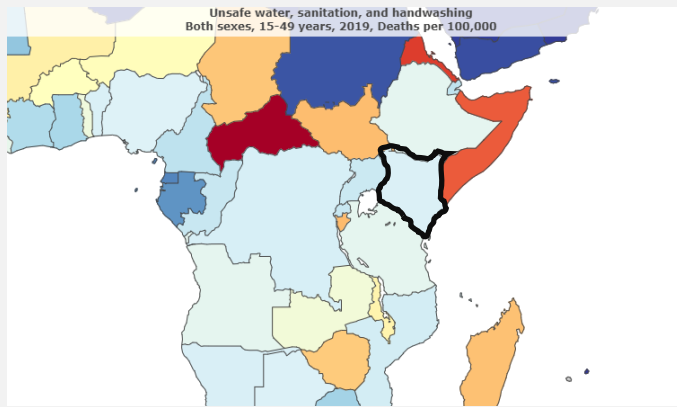 Unsafe water, sanitation, and handwashing
Both sexes, 15-49 years, 2019, Deaths per 100,000